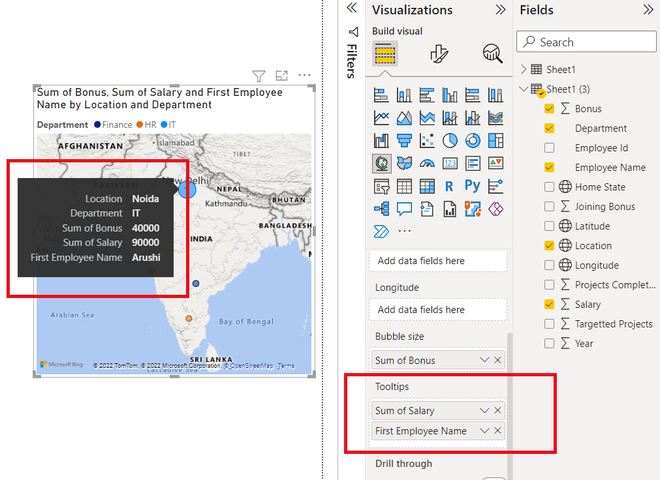 Sum of Bonus, Sum of Salary and First Employee
Name by Location and Department
Department Finance HR IT
AFGHANISTAN
Islamabad
TIBET
New Delhi
NEPAL
Kathmandu
BHUTAN
BANGLADESH
INDIA
Arabian Sea
Bay of Bengal
SRI LANKA
Laccadive Sea
Microsoft Bing
© 2022 TomTom, © 2022 Microsoft Corporation, © OpenStreetMap Terms
Location Noida
Department IT
Sum of Bonus 40000
Sum of Salary 90000
First Employee Name Arushi
Filters
Visualizations
Build visual
123
R
Py
Add data fields here
Longitude
Add data fields here
Bubble size
Sum of Bonus
Tooltips
Sum of Salary
First Employee Name
Drill through
Fields
Search
Sheet1
Sheet1 (3)
Bonus
Department
Employee Id
Employee Name
Home State
Joining Bonus
Latitude
Location
Longitude
Projects Complet...
Salary
Targetted Projects
Year